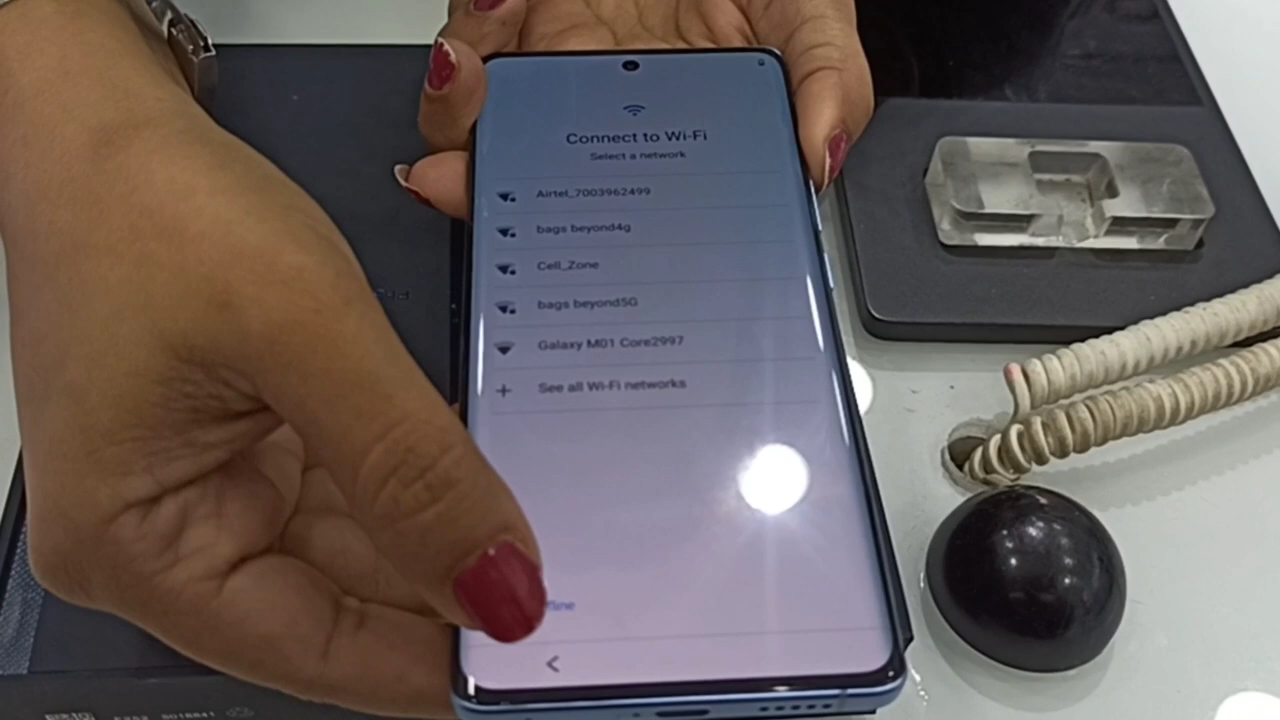 Connect to Wi-Fi
Select a network
Airtel_7003962499
bags beyond4g
Cell_Zone
bags beyond5G
Galaxy M01 Core2997
See all Wi-Fi networks